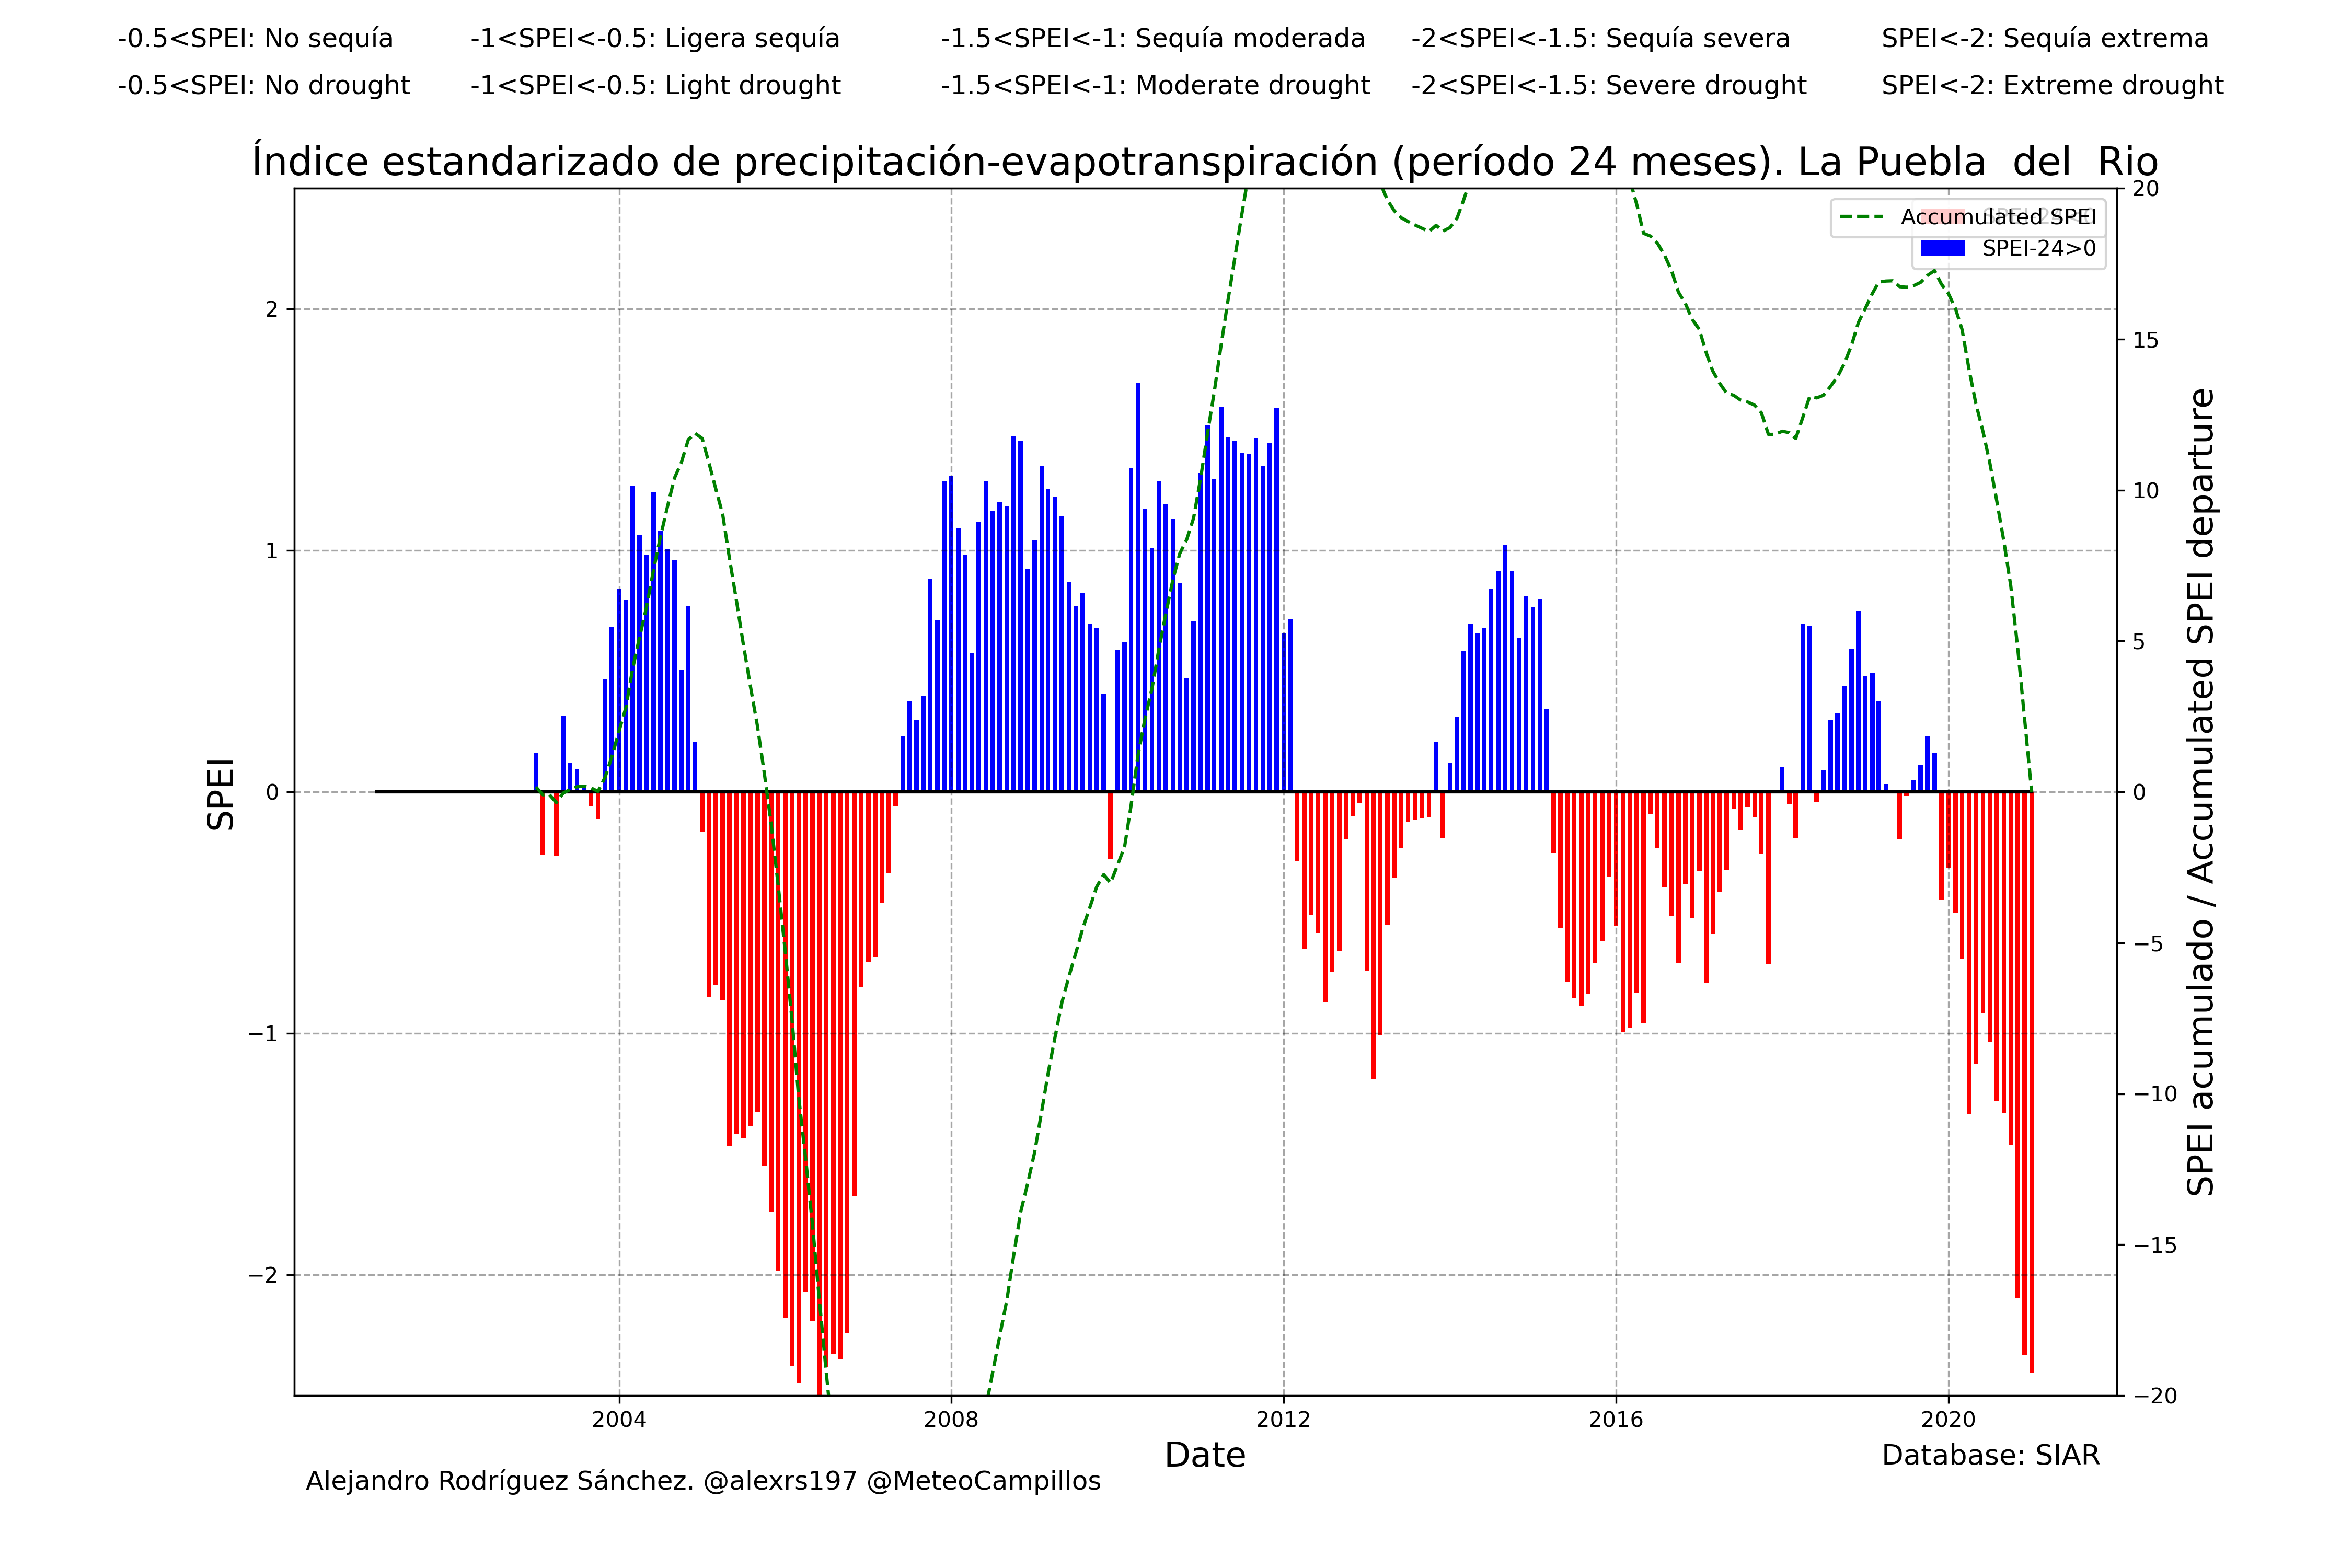 -0.5<SPEI: No sequía -1<SPEI<-0.5: Ligera sequía -1.5<SPEI<-1: Sequía moderada -2<SPEI<-1.5: Sequía severa SPEI<-2: Sequía extrema
-0.5<SPEI: No drought -1<SPEI<-0.5: Light drought -1.5<SPEI<-1: Moderate drought -2<SPEI<-1.5: Severe drought SPEI<-2: Extreme drought
Índice estandarizado de precipitación-evapotranspiración (período 24 meses). La Puebla del Rio
Accumulated SPEI
SPEI-24>0
SPEI
2
1
0
−1
−2
20
15
10
5
0
−5
−10
−15
−20
SPEI acumulado / Accumulated SPEI departure
2004 2008 2012 2016 2020
Date
Database: SIAR
Alejandro Rodríguez Sánchez. @alexrs197 @MeteoCampillos